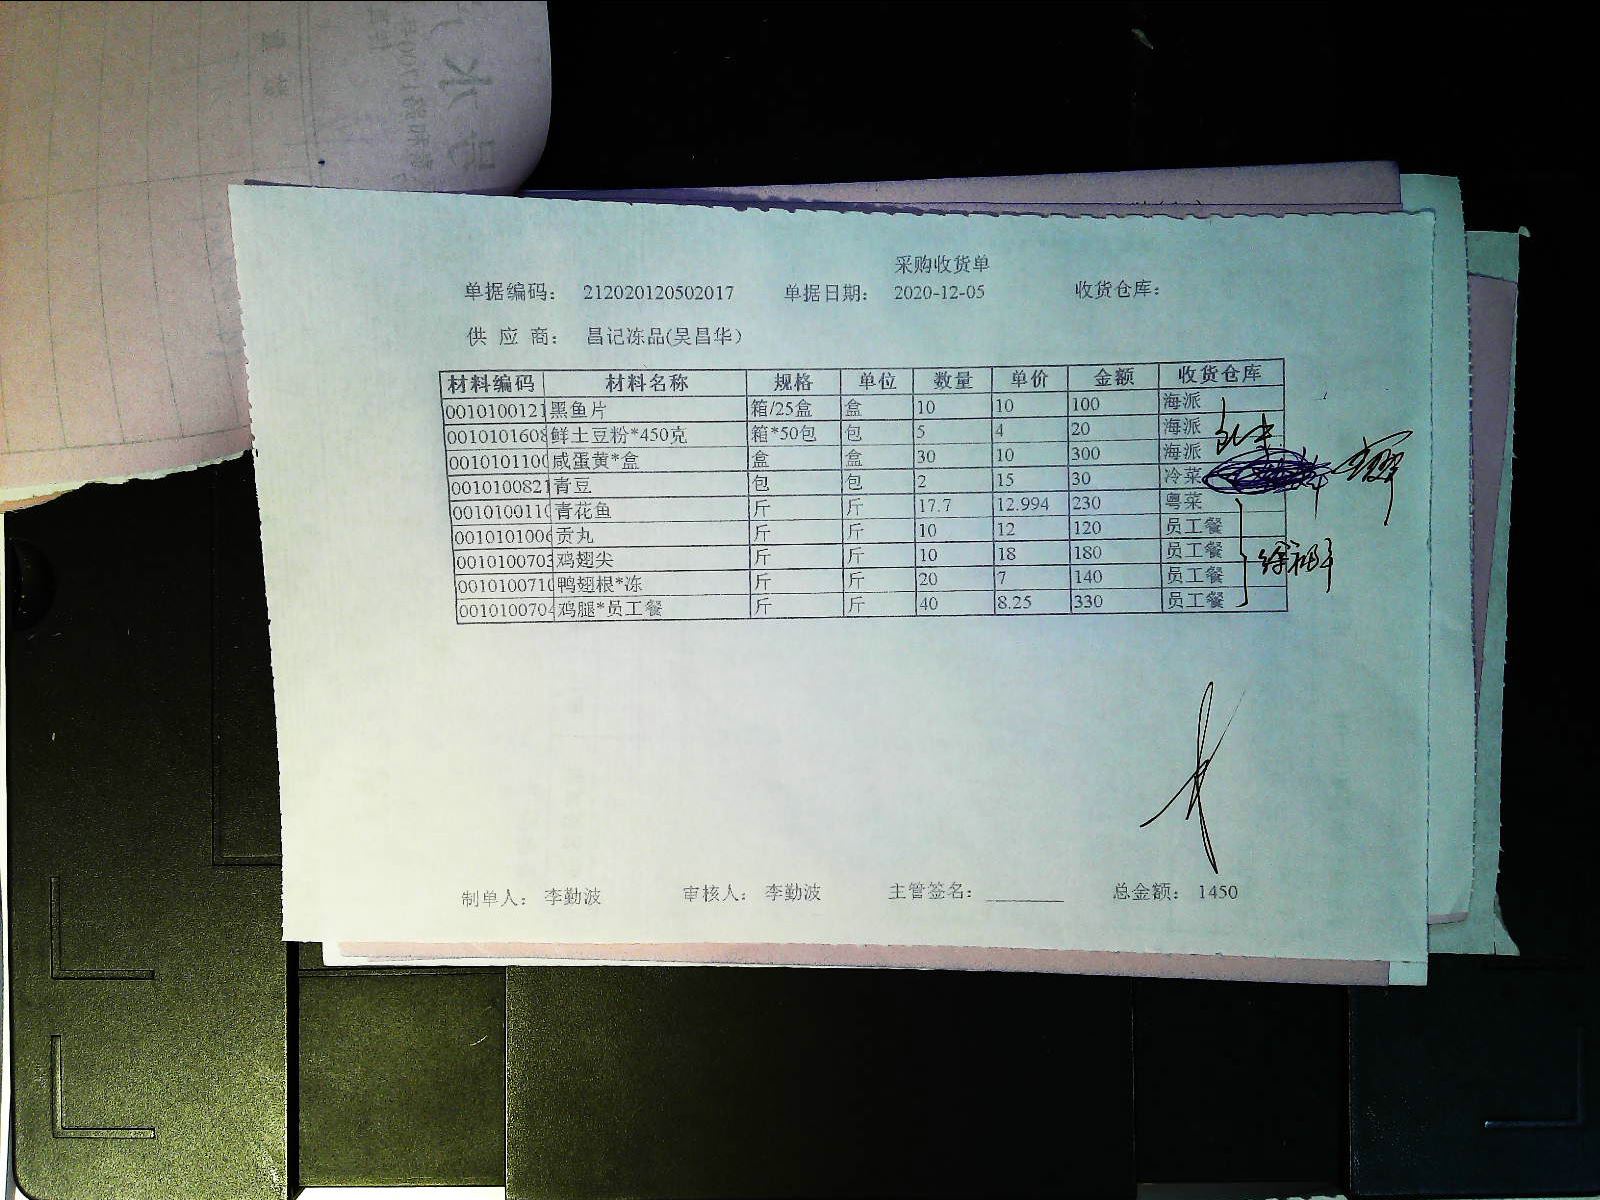 采购收货单
单据编码： 212020120502017 单据日期： 2020-12-05 收货仓库：
供 应 商： 昌记冻品(吴昌华)
材料编码 材料名称 规格 单位 数量 单价 金额 收货仓库
0010100121 黑鱼片 箱/25盒 盒 10 10 100 海派
0010101608 鲜土豆粉*450克 箱*50包 包 5 4 20 海派
0010101100 咸蛋黄*盒 盒 盒 30 10 300 海派
0010100821 青豆 包 包 2 15 30 冷菜
0010100110 青花鱼 斤 斤 17.7 12.994 230 粤菜
0010101006 贡丸 斤 斤 10 12 120 员工餐
0010100703 鸡翅尖 斤 斤 10 18 180 员工餐
0010100710 鸭翅根*冻 斤 斤 20 7 140 员工餐
0010100704 鸡腿*员工餐 斤 斤 40 8.25 330 员工餐
制单人： 李勤波 审核人： 李勤波 主管签名： 总金额： 1450